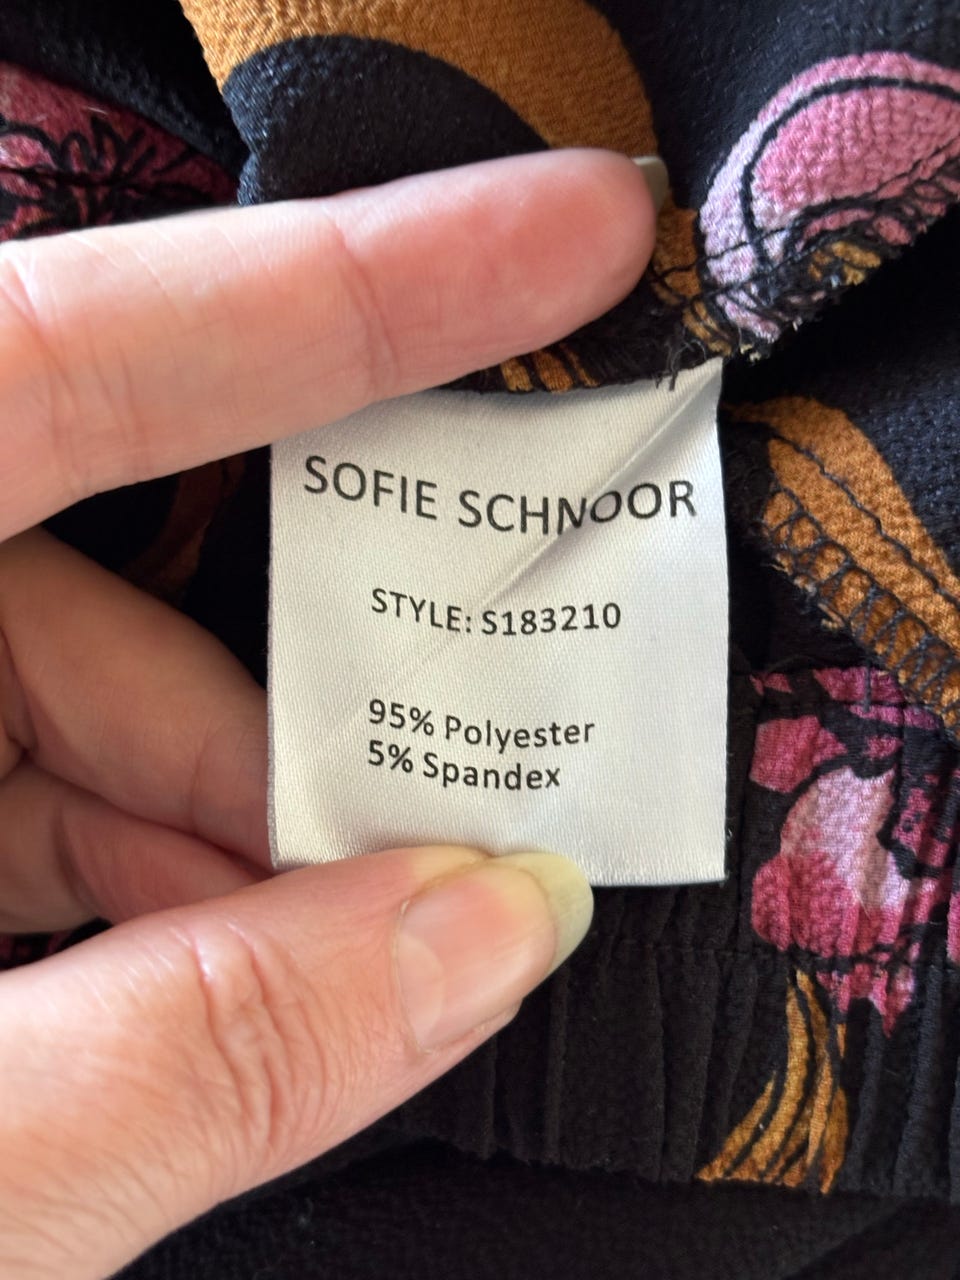 SOFIE SCHNOOR
STYLE: S183210
95% Polyester
5% Spandex